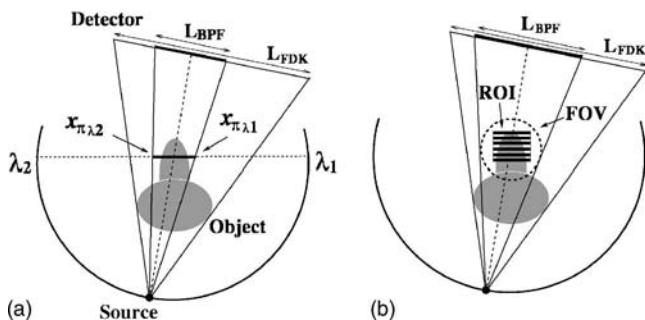 Detector
L_BPF
L_FDK
x_πλ2
x_πλ1
λ2
λ1
Object
Source
(a)
L_BPF
L_FDK
ROI
FOV
(b)